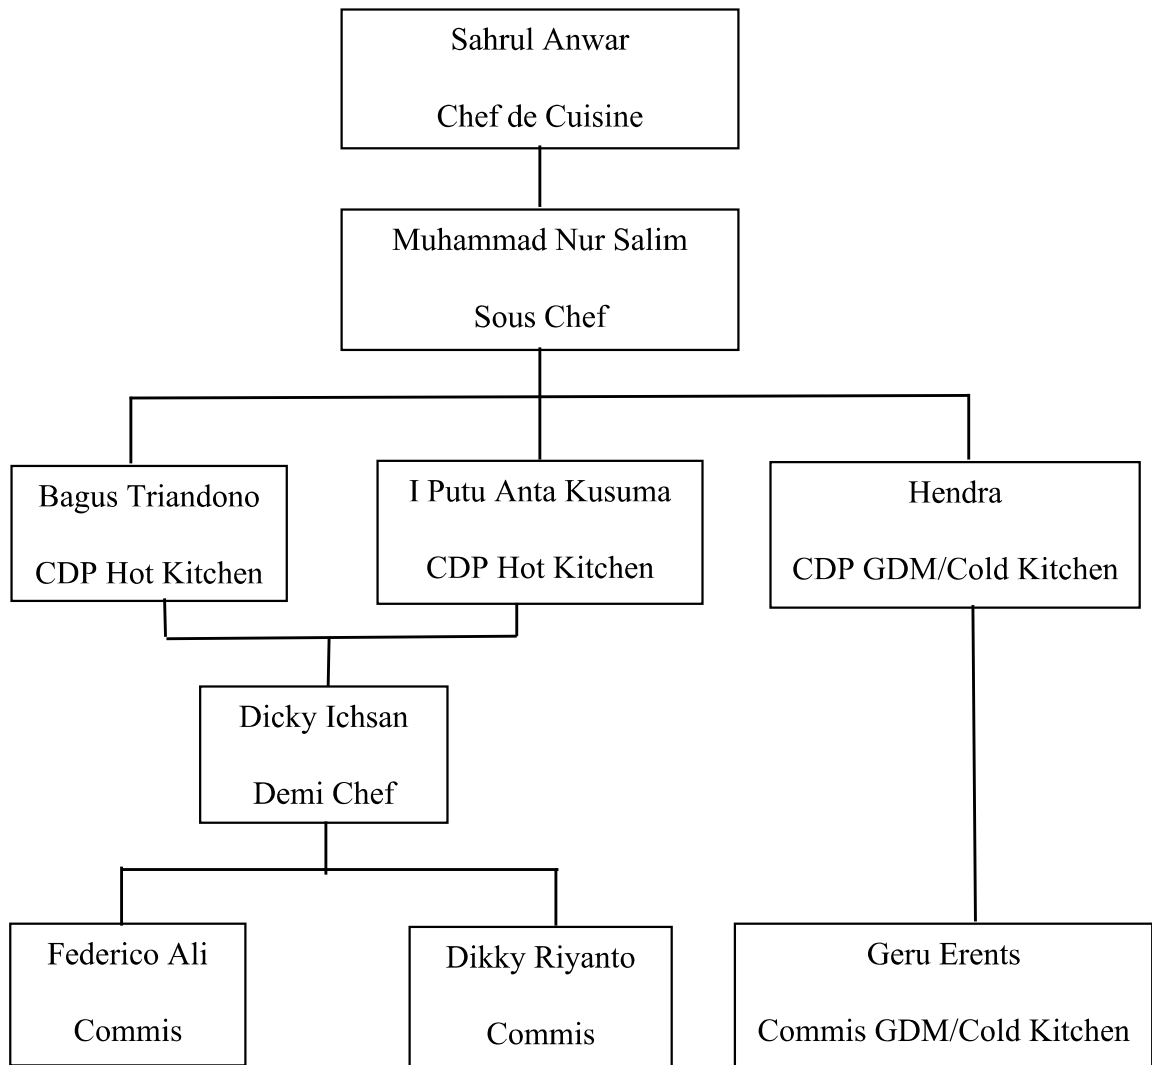 Sahrul Anwar
Chef de Cuisine
Muhammad Nur Salim
Sous Chef
Bagus Triandono
CDP Hot Kitchen
I Putu Anta Kusuma
CDP Hot Kitchen
Hendra
CDP GDM/Cold Kitchen
Dicky Ichsan
Demi Chef
Federico Ali
Commis
Dikky Riyanto
Commis
Geru Erents
Commis GDM/Cold Kitchen